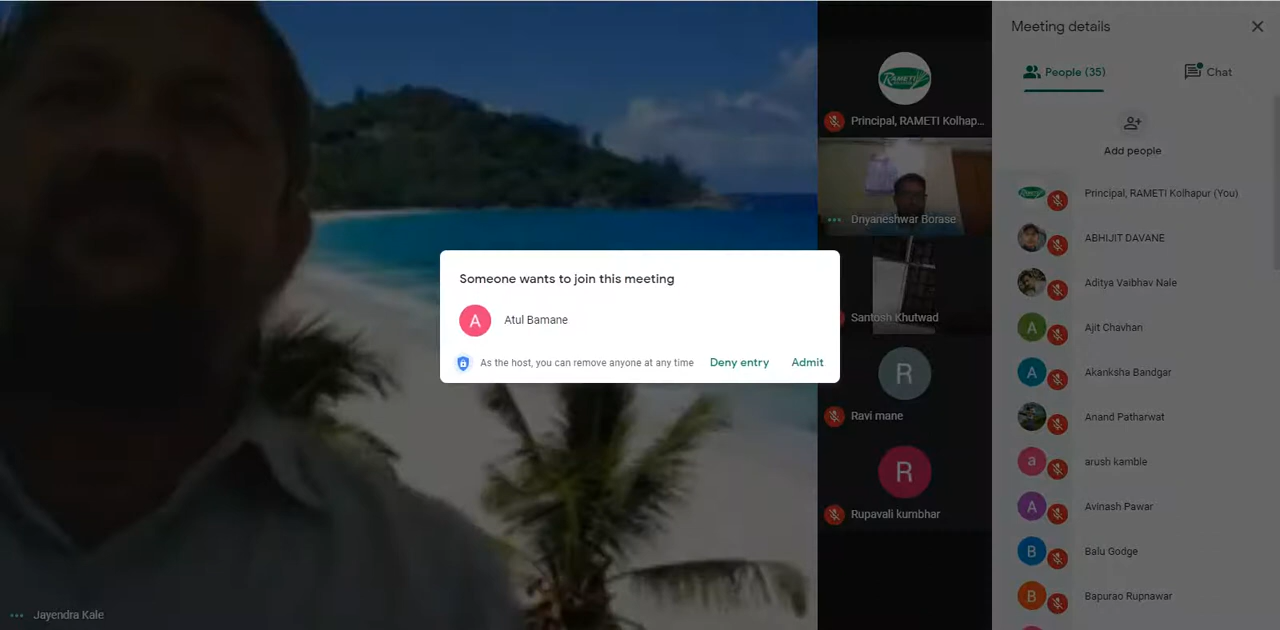 Meeting details
People (35)
Chat
Add people
Principal, RAMETI Kolhapur (You)
ABHIJIT DAVANE
Aditya Vaibhav Nale
A
Ajit Chavhan
A
Akanksha Bandgar
Anand Patharwat
a
arush kamble
A
Avinash Pawar
B
Balu Godge
B
Bapurao Rupnawar
RAMETI
Principal, RAMETI Kolhap...
Dnyaneshwar Borase
Santosh Khutwad
R
Ravi mane
R
Rupavali kumbhar
Someone wants to join this meeting
A
Atul Bamane
As the host, you can remove anyone at any time
Deny entry
Admit
Jayendra Kale